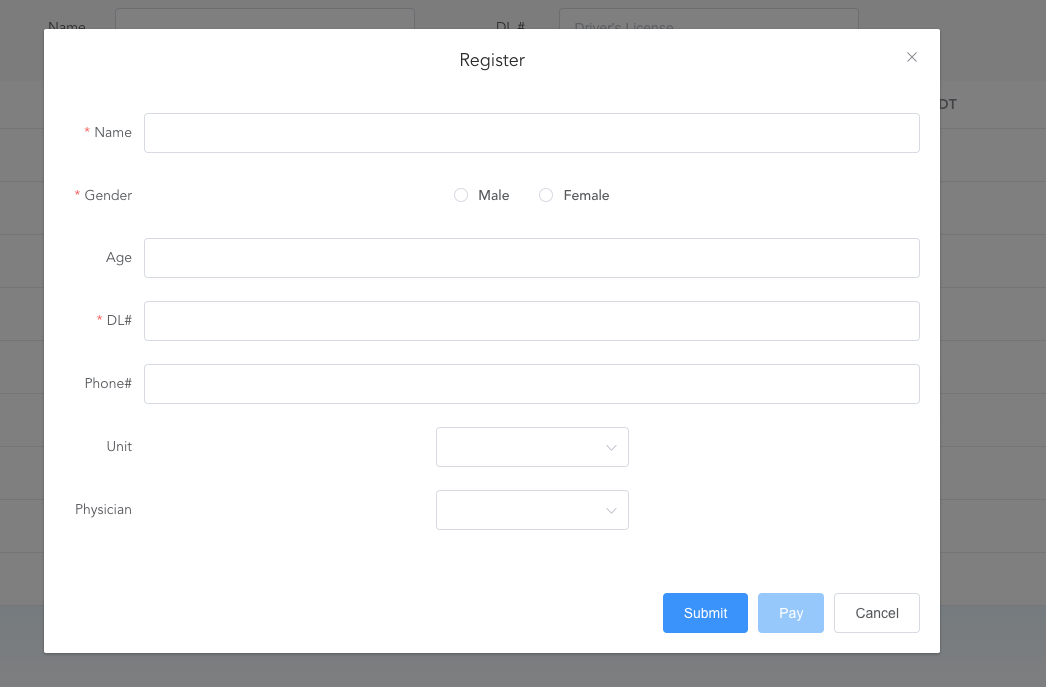 Name DL # Driver's License
Register
DT
* Name
* Gender Male Female
Age
* DL#
Phone#
Unit
Physician
Submit Pay Cancel